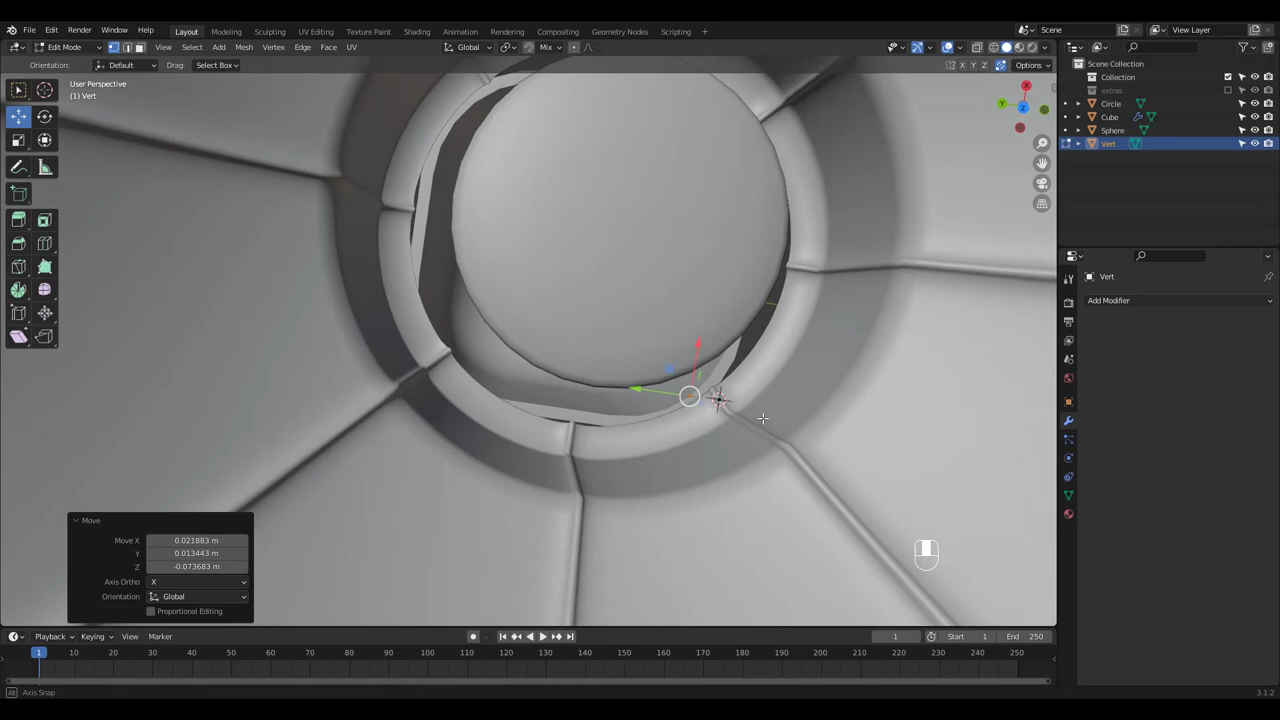 File Edit Render Window Help Layout Modeling Sculpting UV Editing Texture Paint Shading Animation Rendering Compositing Geometry Nodes Scripting + Scene View Layer
Edit Mode View Select Add Mesh Vertex Edge Face UV Global Mix
Orientation: Default Drag: Select Box X Y Z Options
User Perspective
(1) Vert
Scene Collection
Collection
extras
Circle
Cube
Sphere
Vert
Vert
Add Modifier
X
Y
Z
Move
Move X 0.021883 m
Y 0.013443 m
Z -0.073683 m
Axis Ortho X
Orientation Global
Proportional Editing
Playback Keying View Marker 1 Start 1 End 250
1 10 20 30 40 50 60 70 80 90 100 110 120 130 140 150 160 170 180 190 200 210 220 230 240 250
Alt Axis Snap 3.1.2